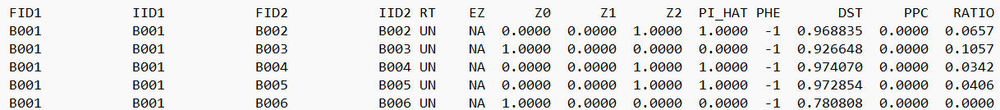 FID1 IID1 FID2 IID2 RT EZ Z0 Z1 Z2 PI_HAT PHE DST PPC RATIO
B001 B001 B002 B002 UN NA 0.0000 0.0000 1.0000 1.0000 -1 0.968835 0.0000 0.0657
B001 B001 B003 B003 UN NA 1.0000 0.0000 0.0000 0.0000 -1 0.926648 0.0000 0.1057
B001 B001 B004 B004 UN NA 0.0000 0.0000 1.0000 1.0000 -1 0.974070 0.0000 0.0342
B001 B001 B005 B005 UN NA 0.0000 0.0000 1.0000 1.0000 -1 0.972854 0.0000 0.0406
B001 B001 B006 B006 UN NA 1.0000 0.0000 0.0000 0.0000 -1 0.780808 0.0000 0.0000